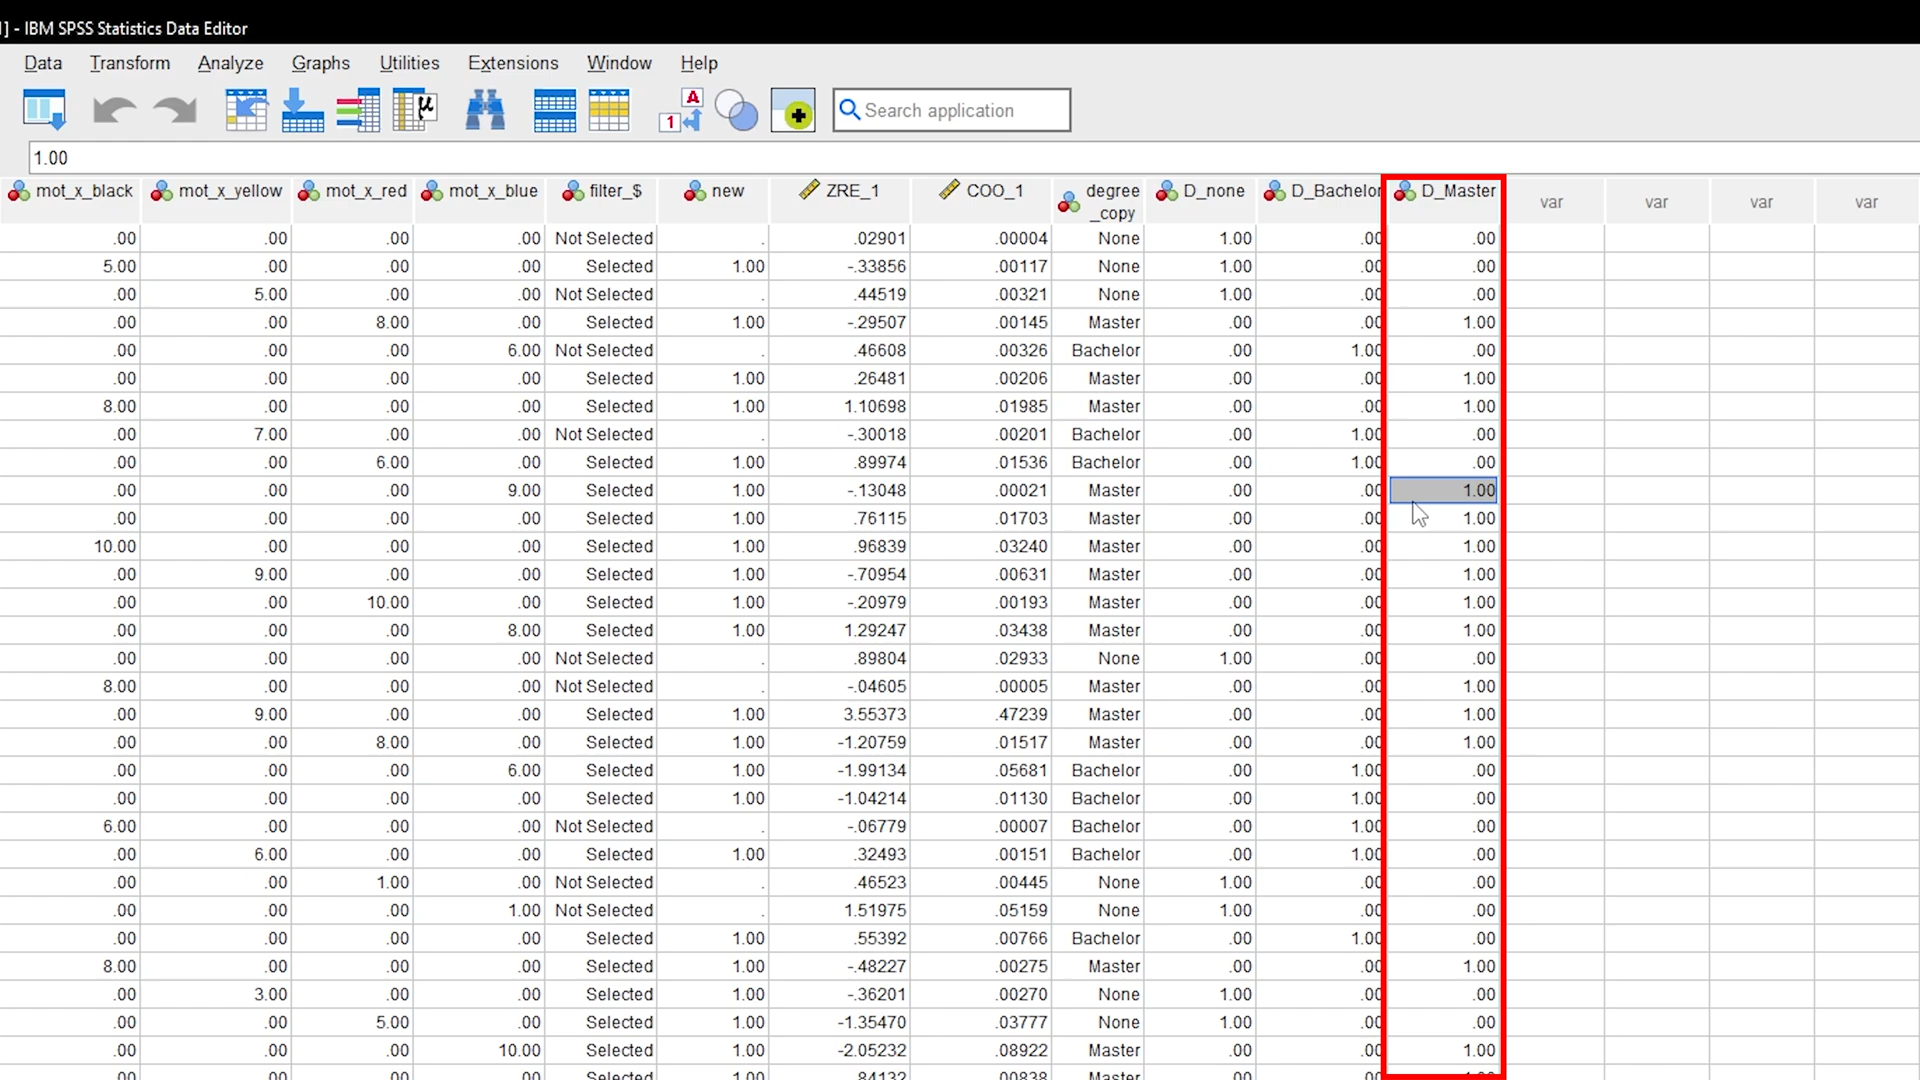 ] - IBM SPSS Statistics Data Editor
Data Transform Analyze Graphs Utilities Extensions Window Help
1 A μ Search application
1.00
mot_x_black mot_x_yellow mot_x_red mot_x_blue filter_$ new ZRE_1 COO_1 degree_copy D_none D_Bachelor D_Master var var var var
.00 .00 .00 .00 Not Selected . .02901 .00004 None 1.00 .00 .00
5.00 .00 .00 .00 Selected 1.00 -.33856 .00117 None 1.00 .00 .00
.00 5.00 .00 .00 Not Selected . .44519 .00321 None 1.00 .00 .00
.00 .00 8.00 .00 Selected 1.00 -.29507 .00145 Master .00 .00 1.00
.00 .00 .00 6.00 Not Selected . .46608 .00326 Bachelor .00 1.00 .00
.00 .00 .00 .00 Selected 1.00 .26481 .00206 Master .00 .00 1.00
8.00 .00 .00 .00 Selected 1.00 1.10698 .01985 Master .00 .00 1.00
.00 7.00 .00 .00 Not Selected . -.30018 .00201 Bachelor .00 1.00 .00
.00 .00 6.00 .00 Selected 1.00 .89974 .01536 Bachelor .00 1.00 .00
.00 .00 .00 9.00 Selected 1.00 -.13048 .00021 Master .00 .00 1.00
.00 .00 .00 .00 Selected 1.00 .76115 .01703 Master .00 .00 1.00
10.00 .00 .00 .00 Selected 1.00 .96839 .03240 Master .00 .00 1.00
.00 9.00 .00 .00 Selected 1.00 -.70954 .00631 Master .00 .00 1.00
.00 .00 10.00 .00 Selected 1.00 -.20979 .00193 Master .00 .00 1.00
.00 .00 .00 8.00 Selected 1.00 1.29247 .03438 Master .00 .00 1.00
.00 .00 .00 .00 Not Selected . .89804 .02933 None 1.00 .00 .00
8.00 .00 .00 .00 Not Selected . -.04605 .00005 Master .00 .00 1.00
.00 9.00 .00 .00 Selected 1.00 3.55373 .47239 Master .00 .00 1.00
.00 .00 8.00 .00 Selected 1.00 -1.20759 .01517 Master .00 .00 1.00
.00 .00 .00 6.00 Selected 1.00 -1.99134 .05681 Bachelor .00 1.00 .00
.00 .00 .00 .00 Selected 1.00 -1.04214 .01130 Bachelor .00 1.00 .00
6.00 .00 .00 .00 Not Selected . -.06779 .00007 Bachelor .00 1.00 .00
.00 6.00 .00 .00 Selected 1.00 .32493 .00151 Bachelor .00 1.00 .00
.00 .00 1.00 .00 Not Selected . .46523 .00445 None 1.00 .00 .00
.00 .00 .00 1.00 Not Selected . 1.51975 .05159 None 1.00 .00 .00
.00 .00 .00 .00 Selected 1.00 .55392 .00766 Bachelor .00 1.00 .00
8.00 .00 .00 .00 Selected 1.00 -.48227 .00275 Master .00 .00 1.00
.00 3.00 .00 .00 Selected 1.00 -.36201 .00270 None 1.00 .00 .00
.00 .00 5.00 .00 Selected 1.00 -1.35470 .03777 None 1.00 .00 .00
.00 .00 .00 10.00 Selected 1.00 -2.05232 .08922 Master .00 .00 1.00
.00 .00 .00 .00 Selected 1.00 .84132 .00838 Master .00 .00 1.00